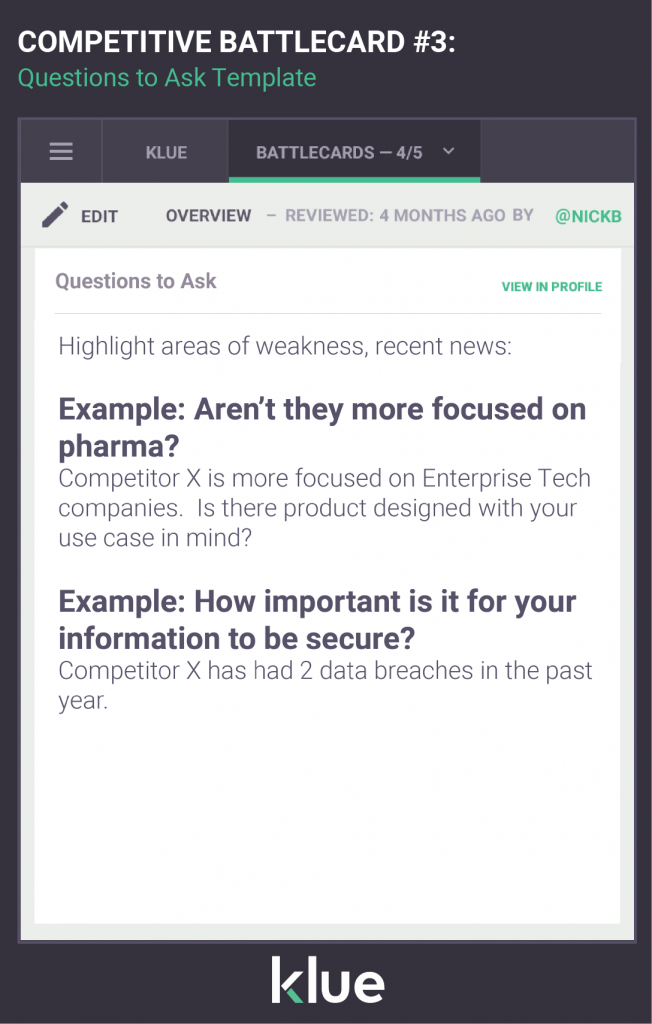 COMPETITIVE BATTLECARD #3:
Questions to Ask Template
KLUE
BATTLECARDS — 4/5
EDIT
OVERVIEW – REVIEWED: 4 MONTHS AGO BY @NICKB
Questions to Ask
VIEW IN PROFILE
Highlight areas of weakness, recent news:
Example: Aren’t they more focused on
pharma?
Competitor X is more focused on Enterprise Tech
companies.  Is there product designed with your
use case in mind?
Example: How important is it for your
information to be secure?
Competitor X has had 2 data breaches in the past
year.
klue